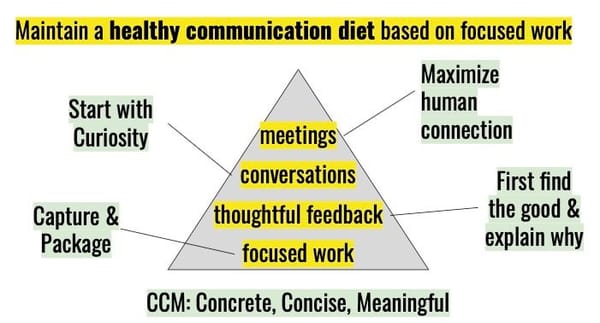 Maintain a healthy communication diet based on focused work
Maximize
human
connection
Start with
Curiosity
meetings
conversations
thoughtful feedback
focused work
First find
the good &
explain why
Capture &
Package
CCM: Concrete, Concise, Meaningful